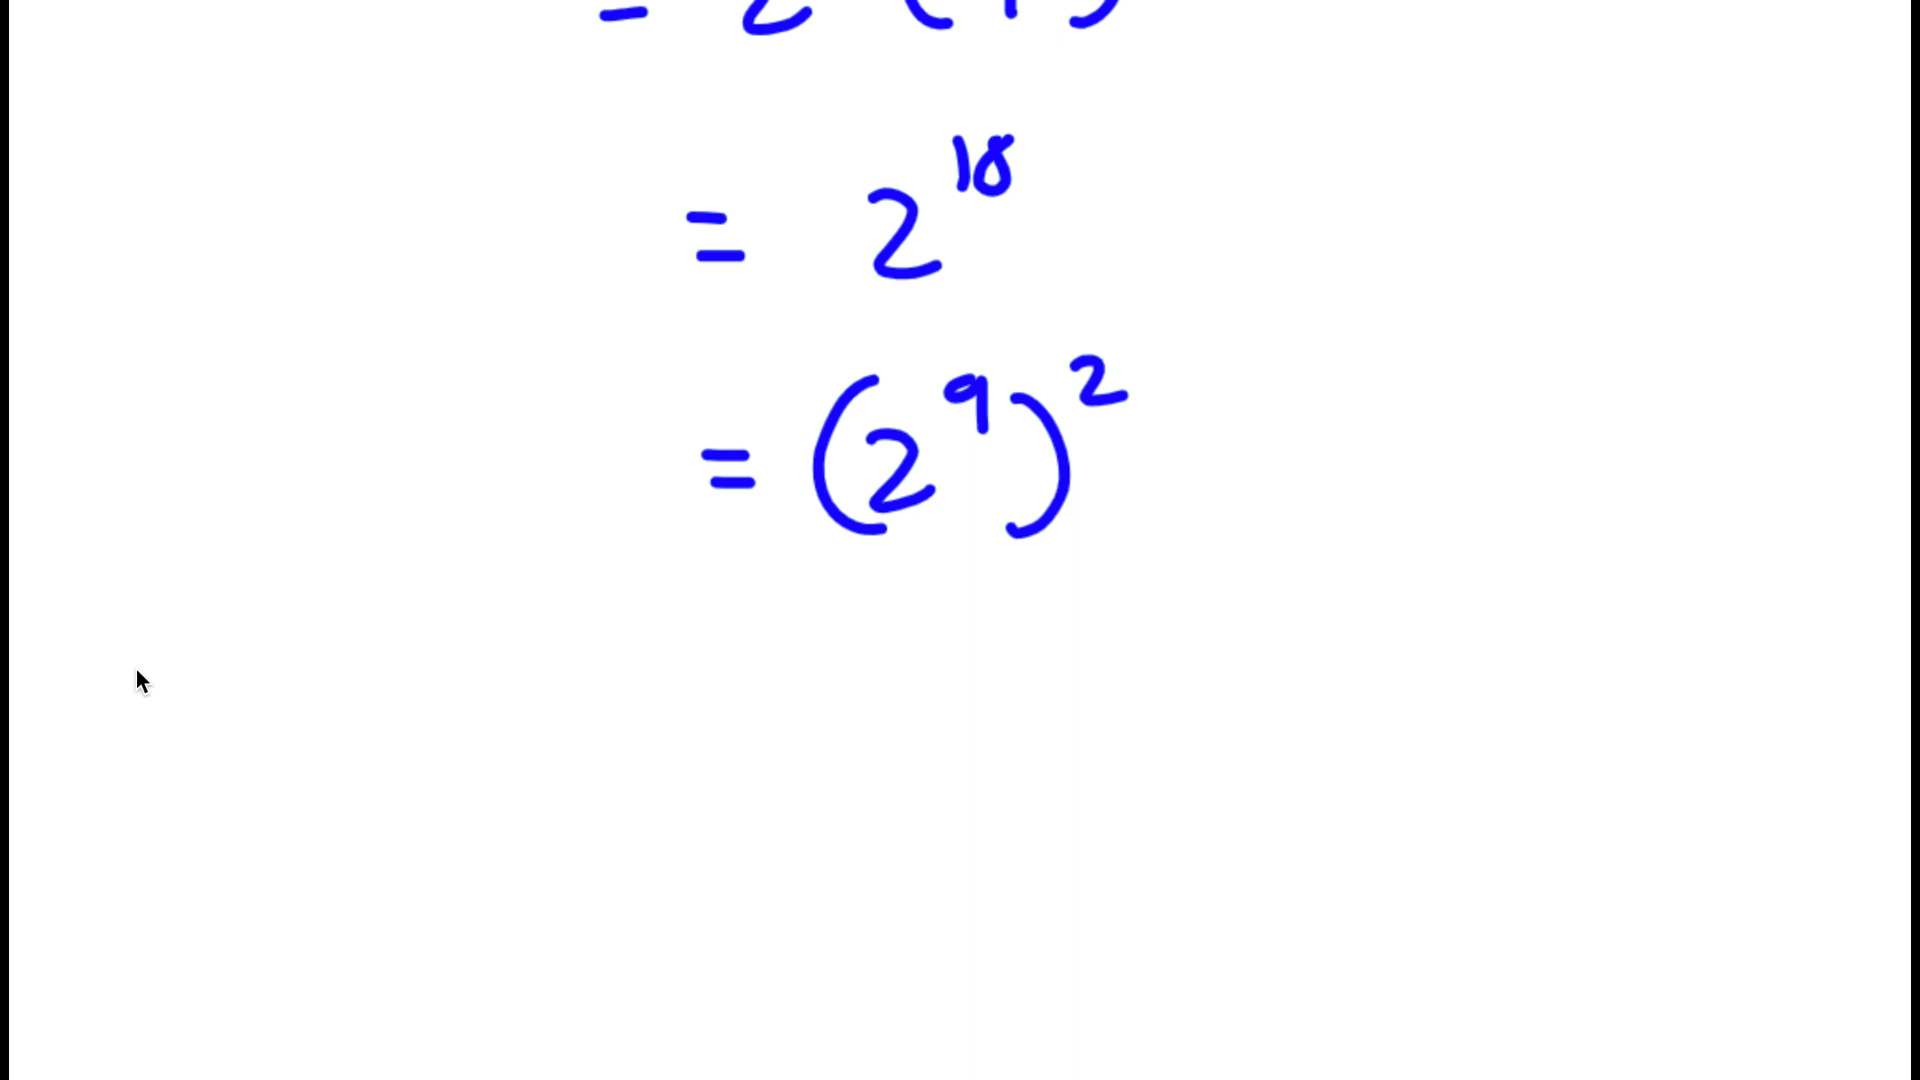 = 2^18
= (2^9)^2